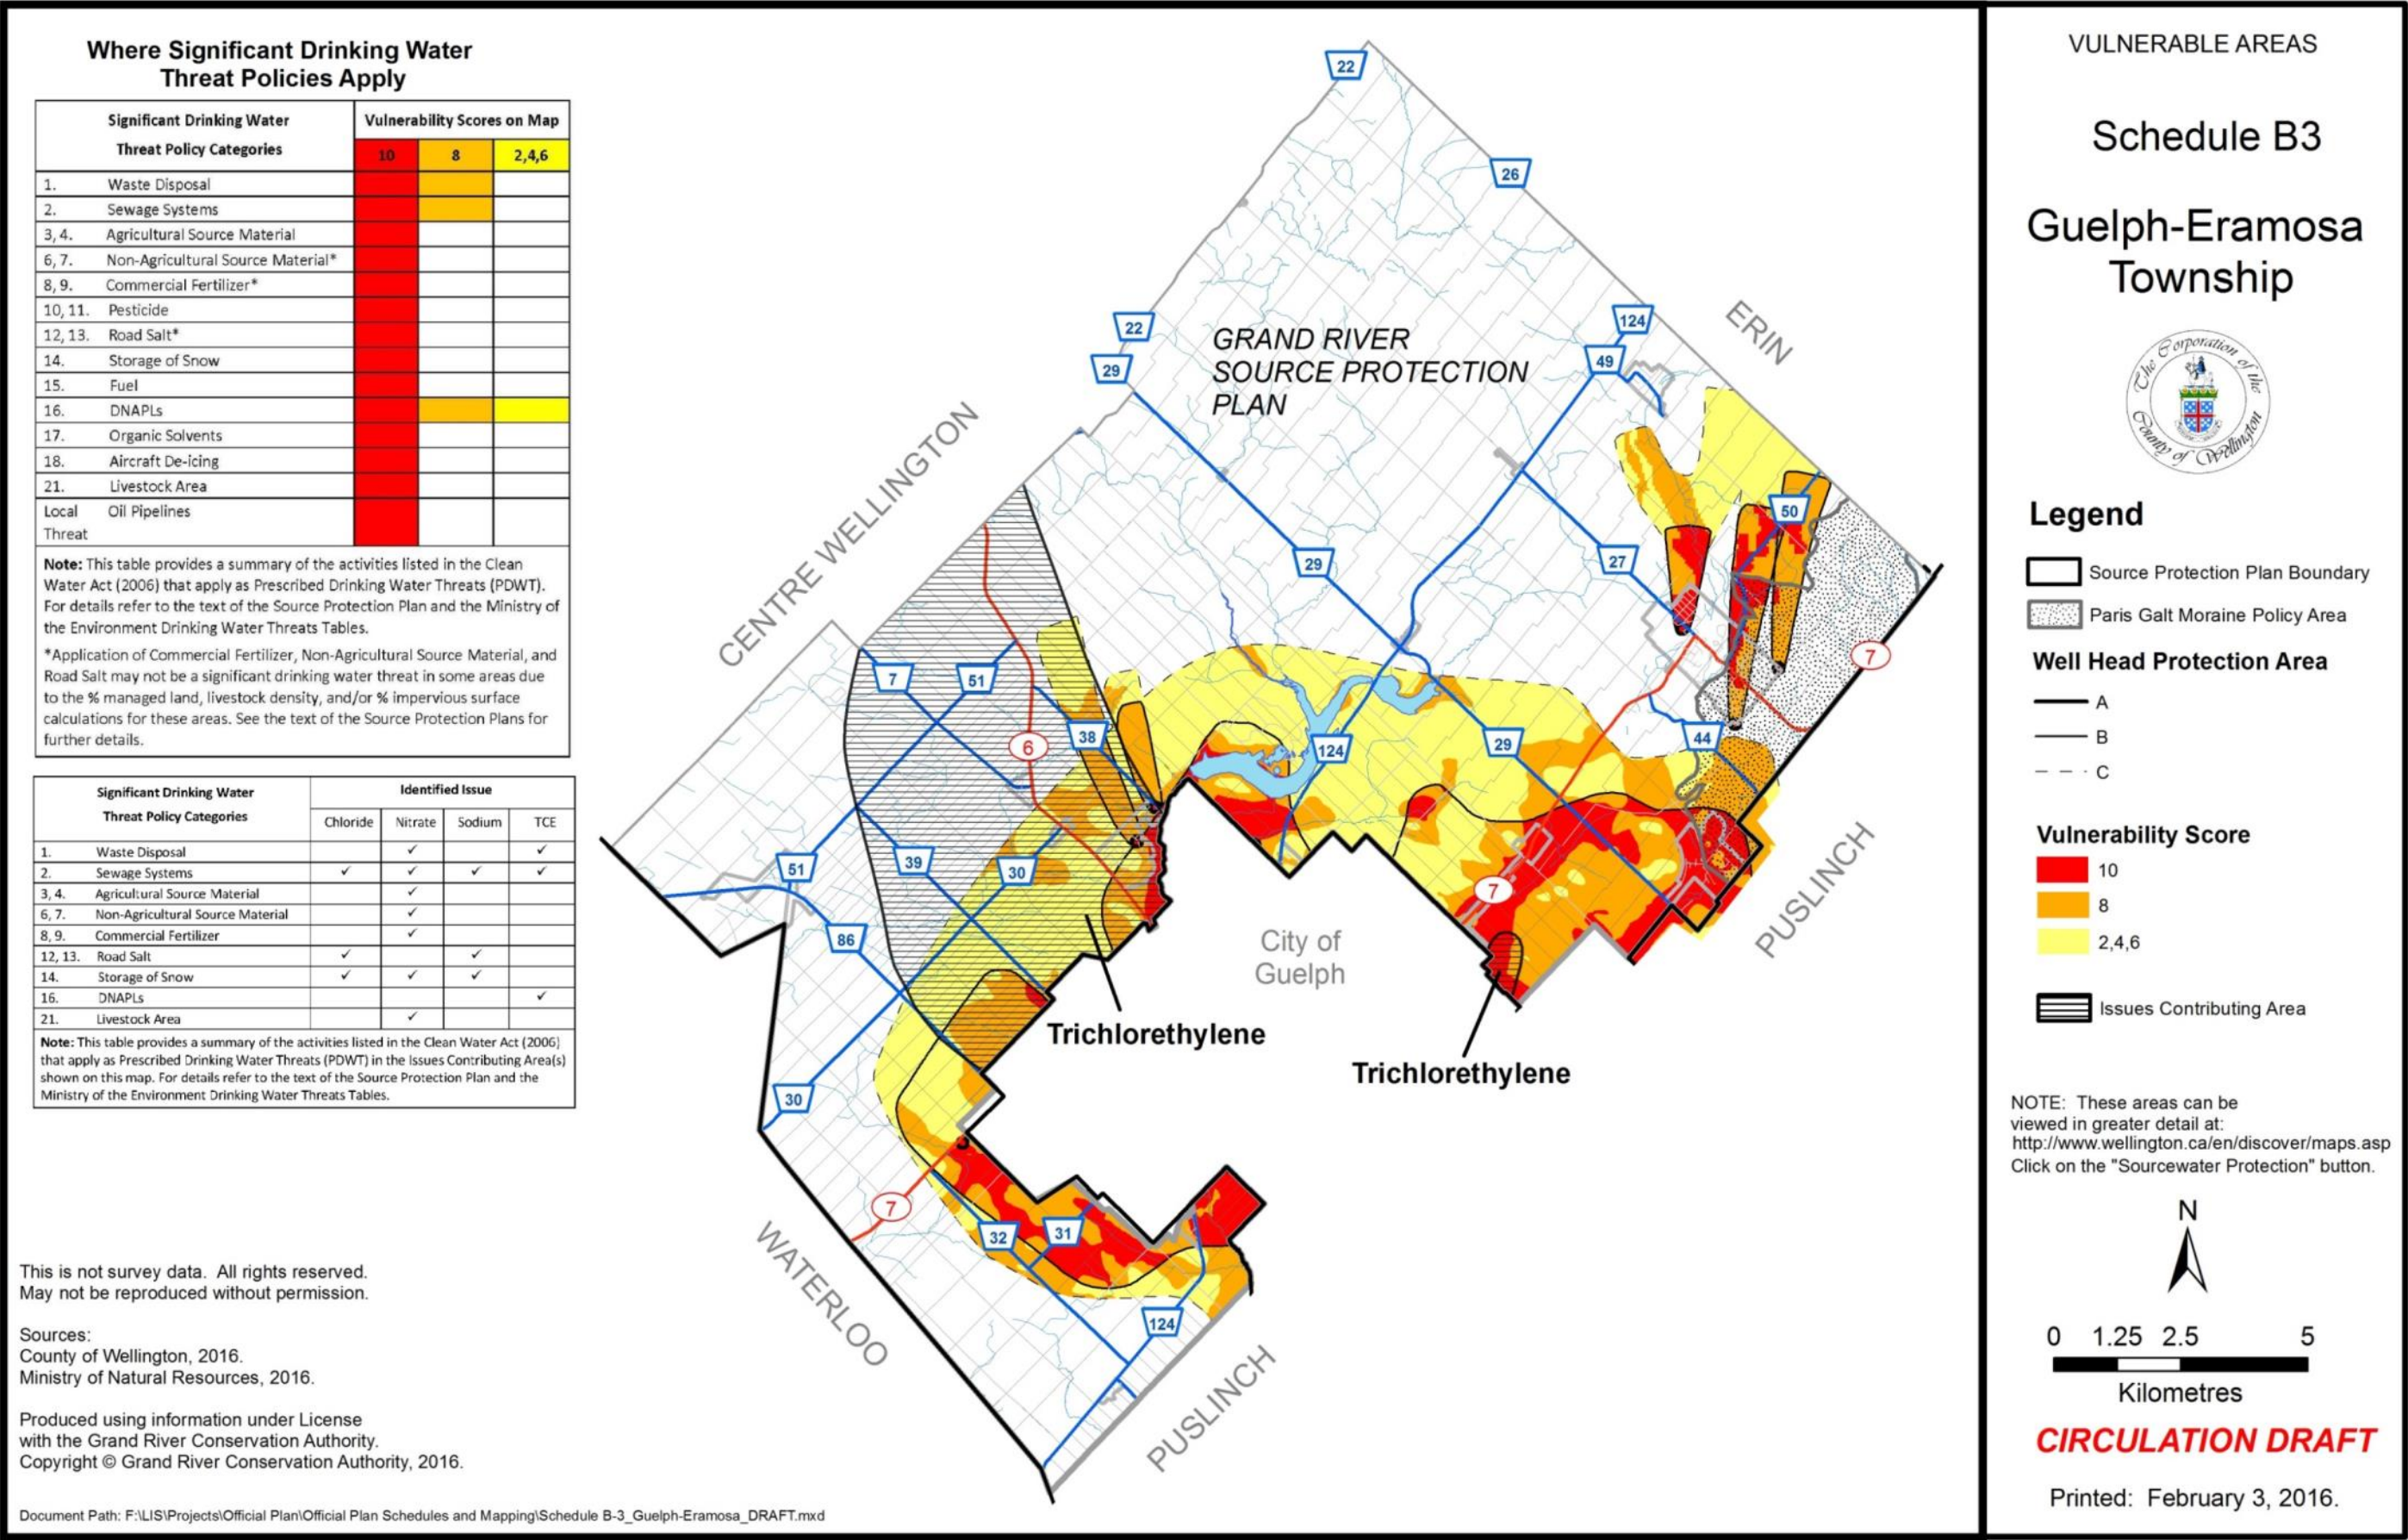 Where Significant Drinking Water
Threat Policies Apply
Significant Drinking Water
Threat Policy Categories
Vulnerability Scores on Map
10 8 2,4,6
1. Waste Disposal
2. Sewage Systems
3, 4. Agricultural Source Material
6, 7. Non-Agricultural Source Material*
8, 9. Commercial Fertilizer*
10, 11. Pesticide
12, 13. Road Salt*
14. Storage of Snow
15. Fuel
16. DNAPLs
17. Organic Solvents
18. Aircraft De-icing
21. Livestock Area
Local Oil Pipelines
Threat
Note: This table provides a summary of the activities listed in the Clean
Water Act (2006) that apply as Prescribed Drinking Water Threats (PDWT).
For details refer to the text of the Source Protection Plan and the Ministry of
the Environment Drinking Water Threats Tables.
*Application of Commercial Fertilizer, Non-Agricultural Source Material, and
Road Salt may not be a significant drinking water threat in some areas due
to the % managed land, livestock density, and/or % impervious surface
calculations for these areas. See the text of the Source Protection Plans for
further details.
Significant Drinking Water
Threat Policy Categories
Identified Issue
Chloride Nitrate Sodium TCE
1. Waste Disposal ✓ ✓
2. Sewage Systems ✓ ✓ ✓ ✓
3, 4. Agricultural Source Material ✓
6, 7. Non-Agricultural Source Material ✓
8, 9. Commercial Fertilizer ✓
12, 13. Road Salt ✓ ✓
14. Storage of Snow ✓ ✓ ✓
16. DNAPLs ✓
21. Livestock Area ✓
Note: This table provides a summary of the activities listed in the Clean Water Act (2006)
that apply as Prescribed Drinking Water Threats (PDWT) in the Issues Contributing Area(s)
shown on this map. For details refer to the text of the Source Protection Plan and the
Ministry of the Environment Drinking Water Threats Tables.
This is not survey data. All rights reserved.
May not be reproduced without permission.
Sources:
County of Wellington, 2016.
Ministry of Natural Resources, 2016.
Produced using information under License
with the Grand River Conservation Authority.
Copyright © Grand River Conservation Authority, 2016.
Document Path: F:\LIS\Projects\Official Plan\Official Plan Schedules and Mapping\Schedule B-3_Guelph-Eramosa_DRAFT.mxd
22
26
22
29
124
49
GRAND RIVER
SOURCE PROTECTION
PLAN
ERIN
CENTRE WELLINGTON
50
29
27
7
7
51
6
38
124
29
44
51
39
30
7
86
City of
Guelph
PUSLINCH
Trichlorethylene
Trichlorethylene
30
7
32
31
124
WATERLOO
PUSLINCH
VULNERABLE AREAS
Schedule B3
Guelph-Eramosa
Township
The Corporation of the
County of Wellington
Legend
Source Protection Plan Boundary
Paris Galt Moraine Policy Area
Well Head Protection Area
A
B
C
Vulnerability Score
10
8
2,4,6
Issues Contributing Area
NOTE: These areas can be
viewed in greater detail at:
http://www.wellington.ca/en/discover/maps.asp
Click on the "Sourcewater Protection" button.
N
0 1.25 2.5 5
Kilometres
CIRCULATION DRAFT
Printed: February 3, 2016.